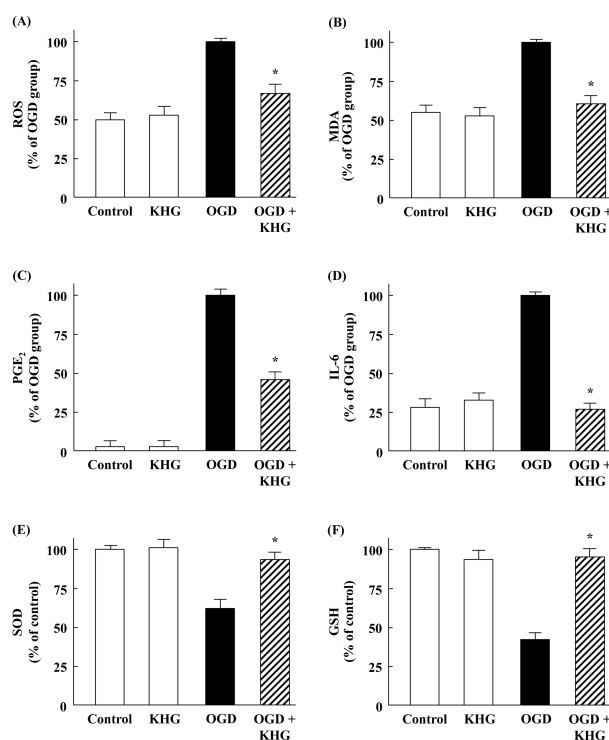 (A)
ROS
(% of OGD group)
100
75
50
25
0
Control KHG OGD OGD +
KHG
*
(B)
MDA
(% of OGD group)
100
75
50
25
0
Control KHG OGD OGD +
KHG
*
(C)
PGE2
(% of OGD group)
100
75
50
25
0
Control KHG OGD OGD +
KHG
*
(D)
IL-6
(% of OGD group)
100
75
50
25
0
Control KHG OGD OGD +
KHG
*
(E)
SOD
(% of control)
100
75
50
25
0
Control KHG OGD OGD +
KHG
*
(F)
GSH
(% of control)
100
75
50
25
0
Control KHG OGD OGD +
KHG
*